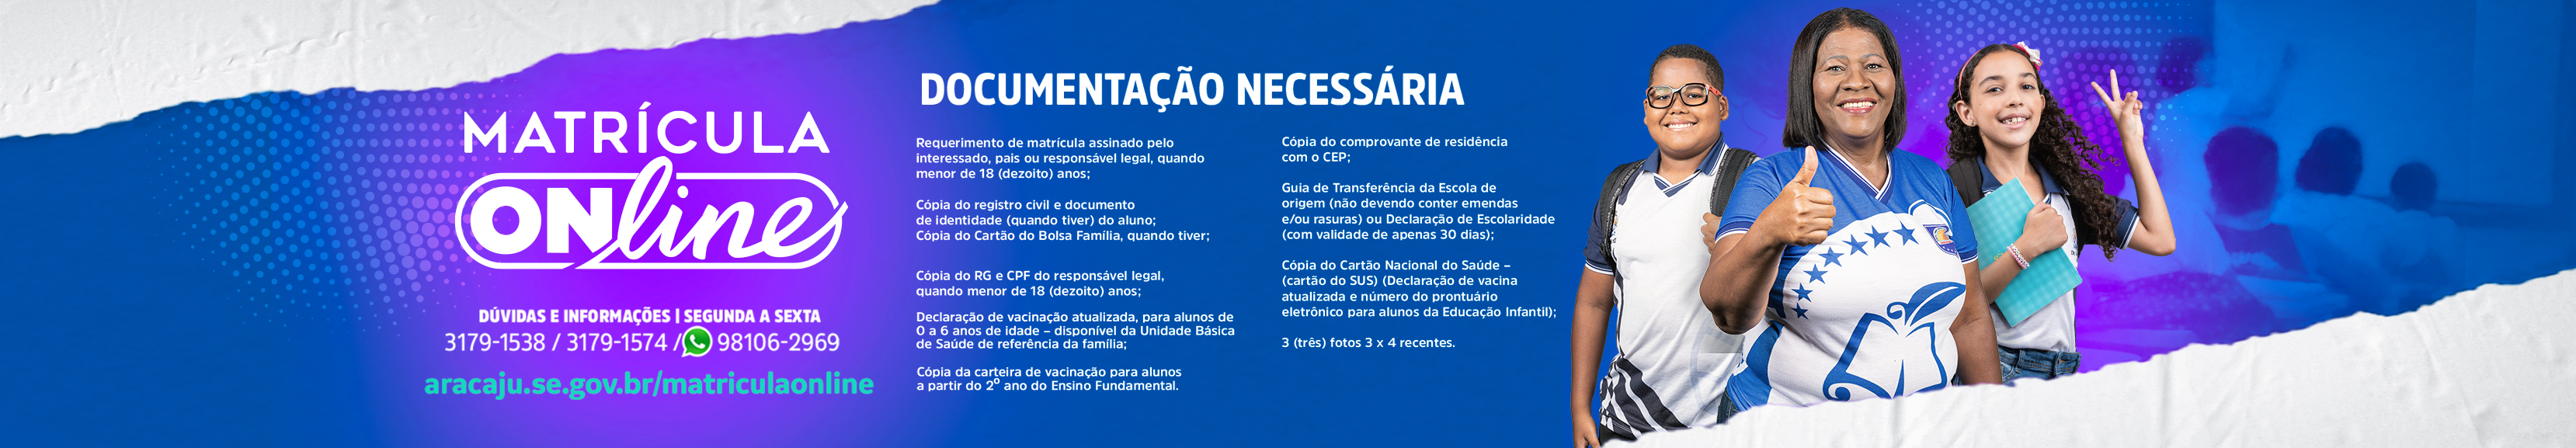 MATRÍCULA
ONline
DÚVIDAS E INFORMAÇÕES | SEGUNDA A SEXTA
3179-1538 / 3179-1574 / 98106-2969
aracaju.se.gov.br/matriculaonline
DOCUMENTAÇÃO NECESSÁRIA
Requerimento de matrícula assinado pelo
interessado, pais ou responsável legal, quando
menor de 18 (dezoito) anos;
Cópia do registro civil e documento
de identidade (quando tiver) do aluno;
Cópia do Cartão do Bolsa Família, quando tiver;
Cópia do RG e CPF do responsável legal,
quando menor de 18 (dezoito) anos;
Declaração de vacinação atualizada, para alunos de
0 a 6 anos de idade – disponível da Unidade Básica
de Saúde de referência da família;
Cópia da carteira de vacinação para alunos
a partir do 2º ano do Ensino Fundamental.
Cópia do comprovante de residência
com o CEP;
Guia de Transferência da Escola de
origem (não devendo conter emendas
e/ou rasuras) ou Declaração de Escolaridade
(com validade de apenas 30 dias);
Cópia do Cartão Nacional do Saúde –
(cartão do SUS) (Declaração de vacina
atualizada e número do prontuário
eletrônico para alunos da Educação Infantil);
3 (três) fotos 3 x 4 recentes.